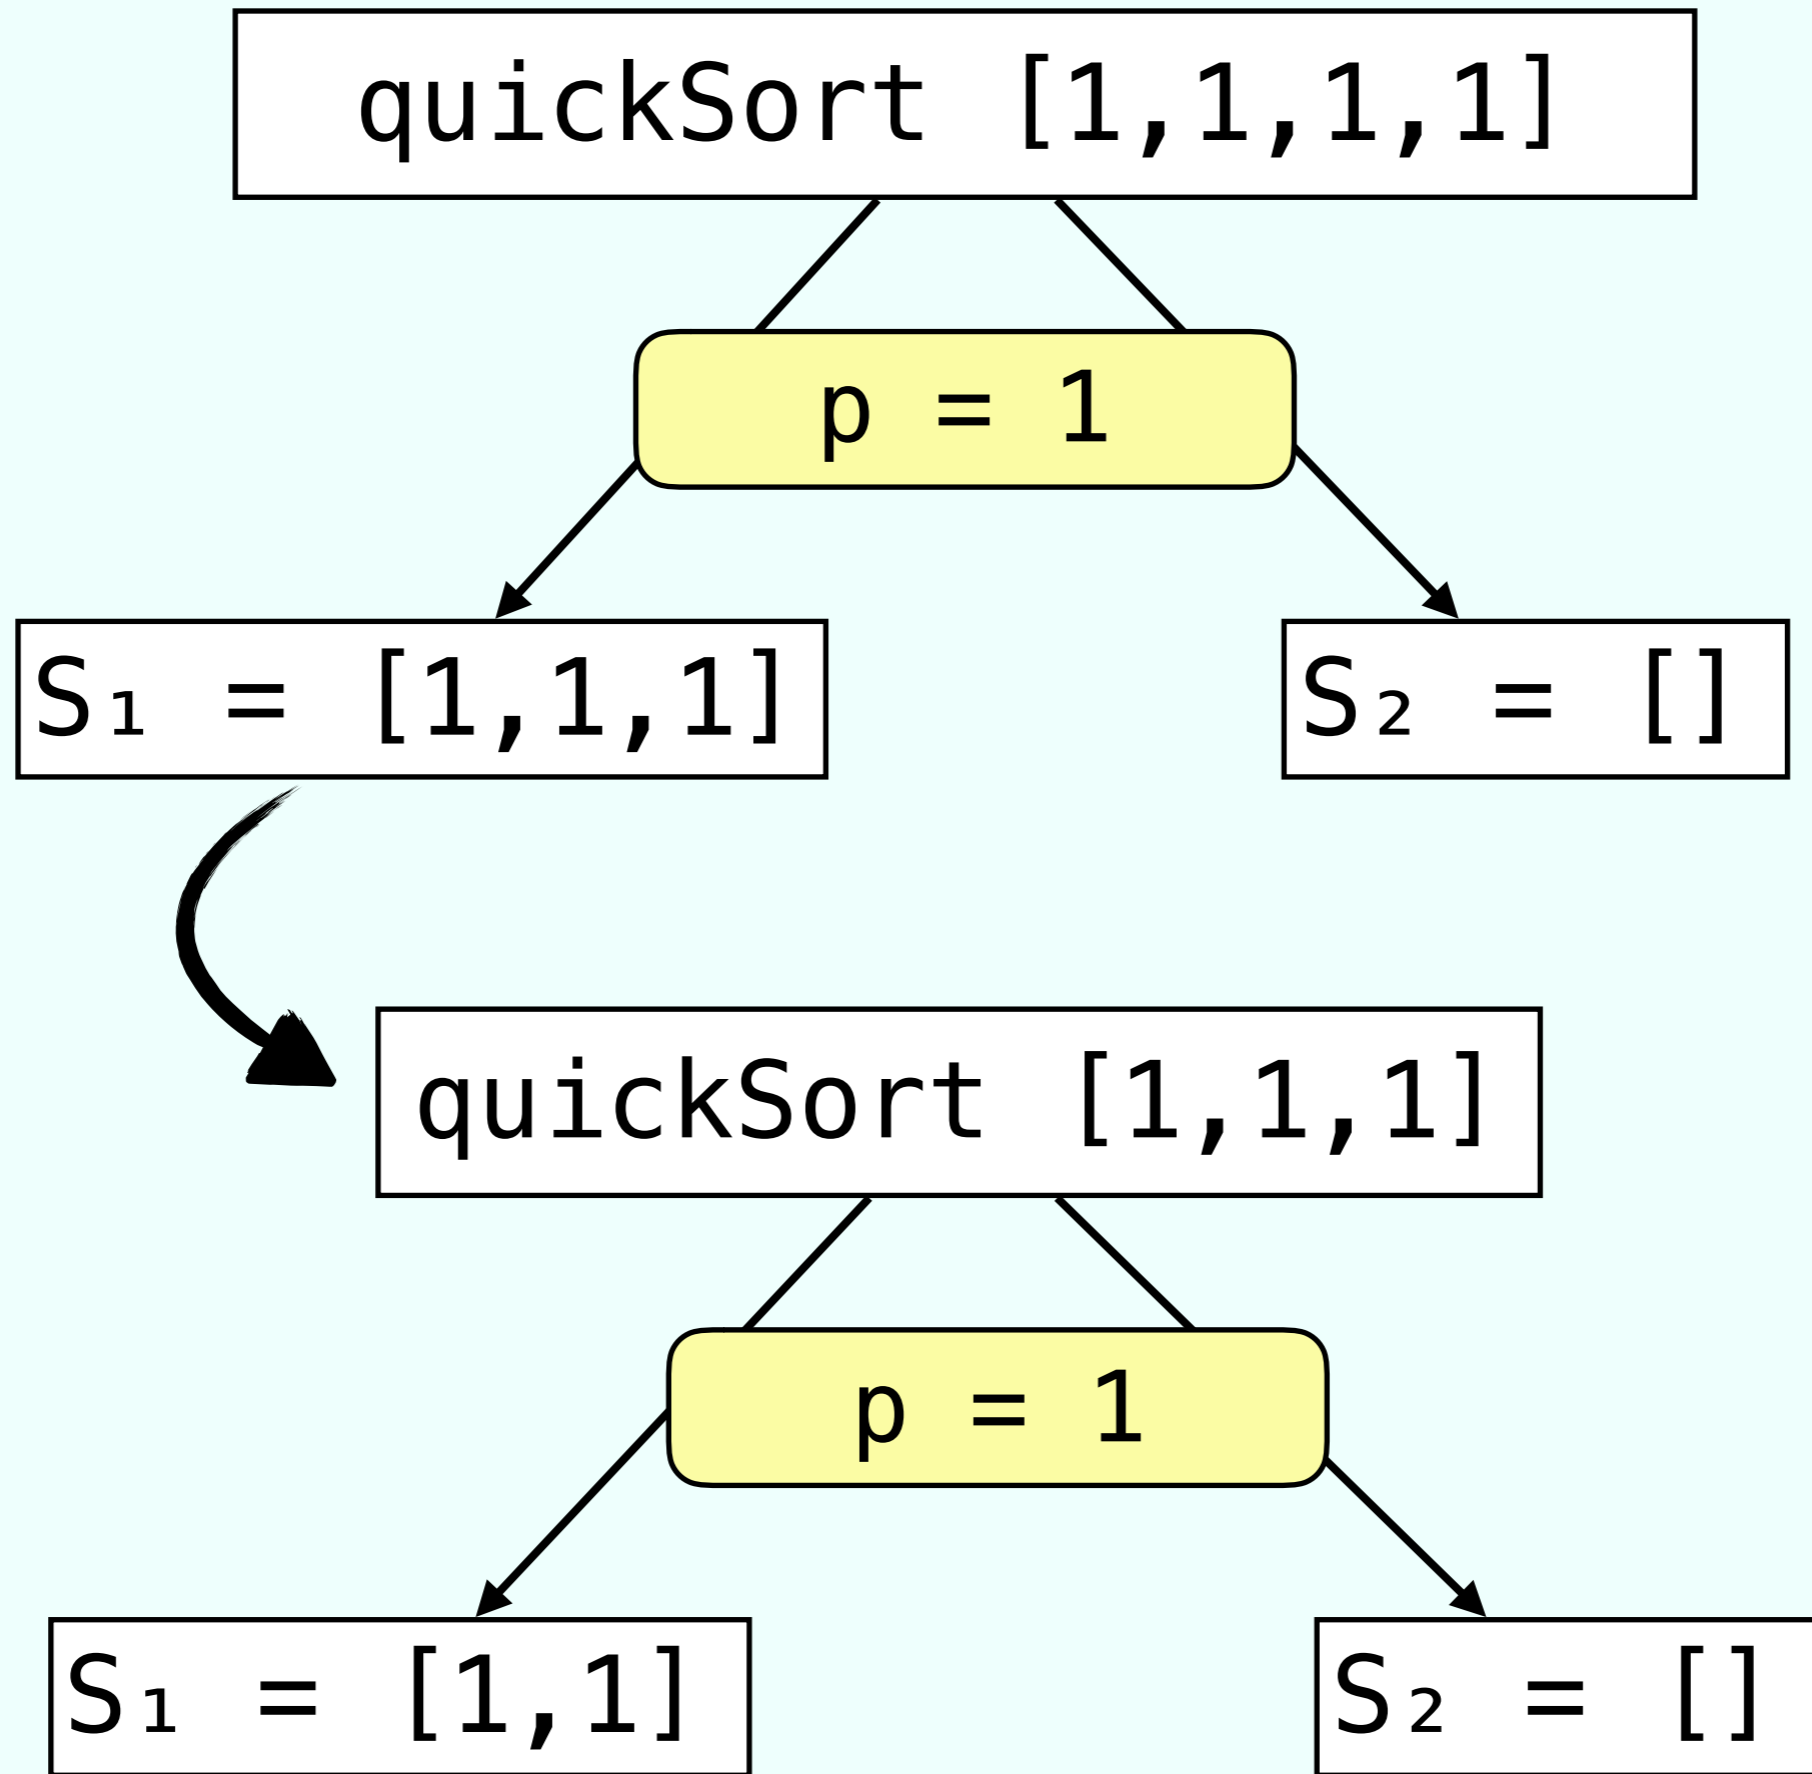 quickSort [1,1,1,1]
p = 1
S₁ = [1,1,1]
S₂ = []
quickSort [1,1,1]
p = 1
S₁ = [1,1]
S₂ = []